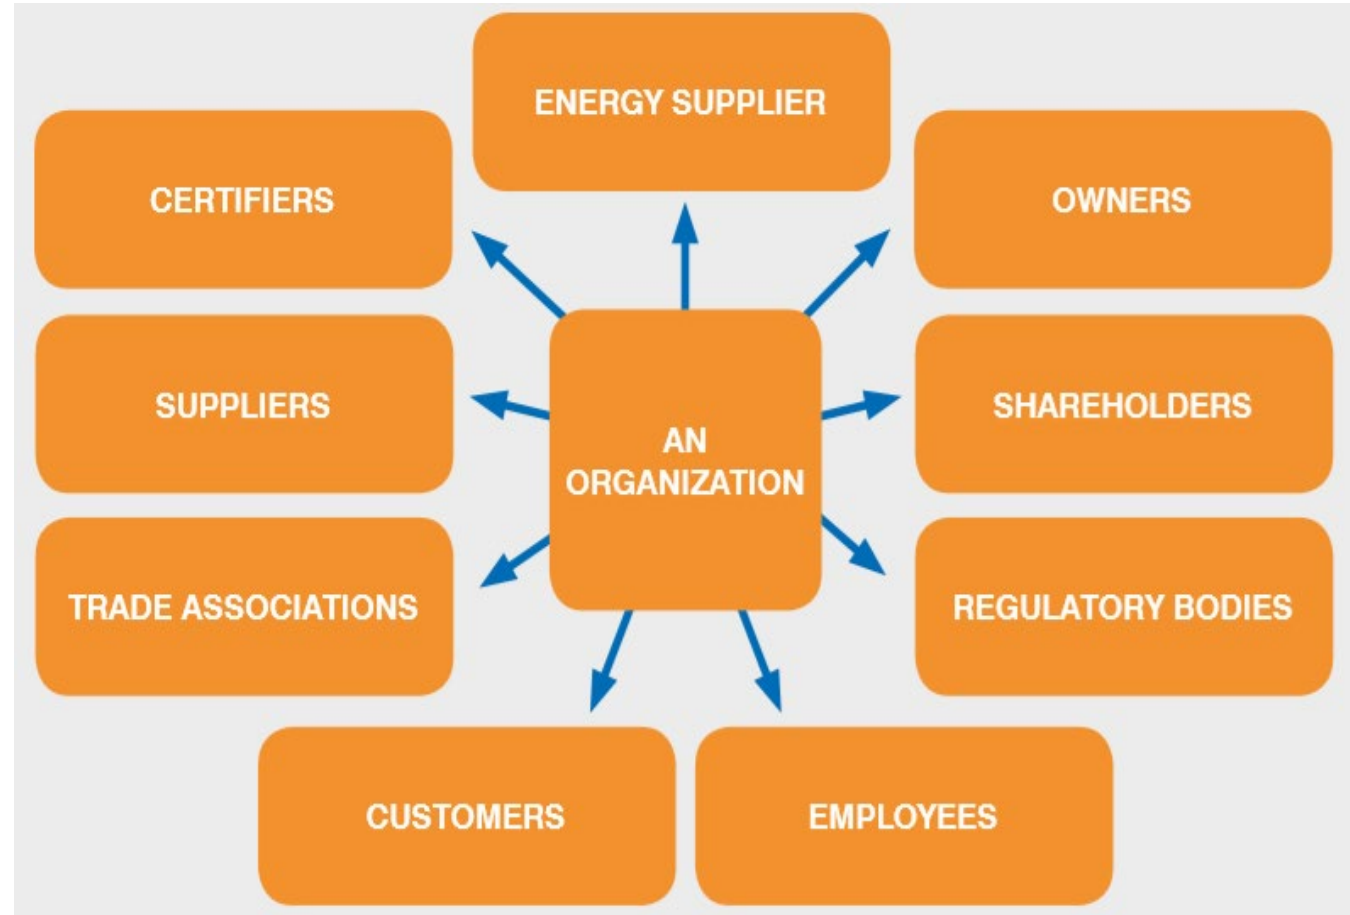 ENERGY SUPPLIER
CERTIFIERS
OWNERS
SUPPLIERS
SHAREHOLDERS
AN
ORGANIZATION
TRADE ASSOCIATIONS
REGULATORY BODIES
CUSTOMERS
EMPLOYEES